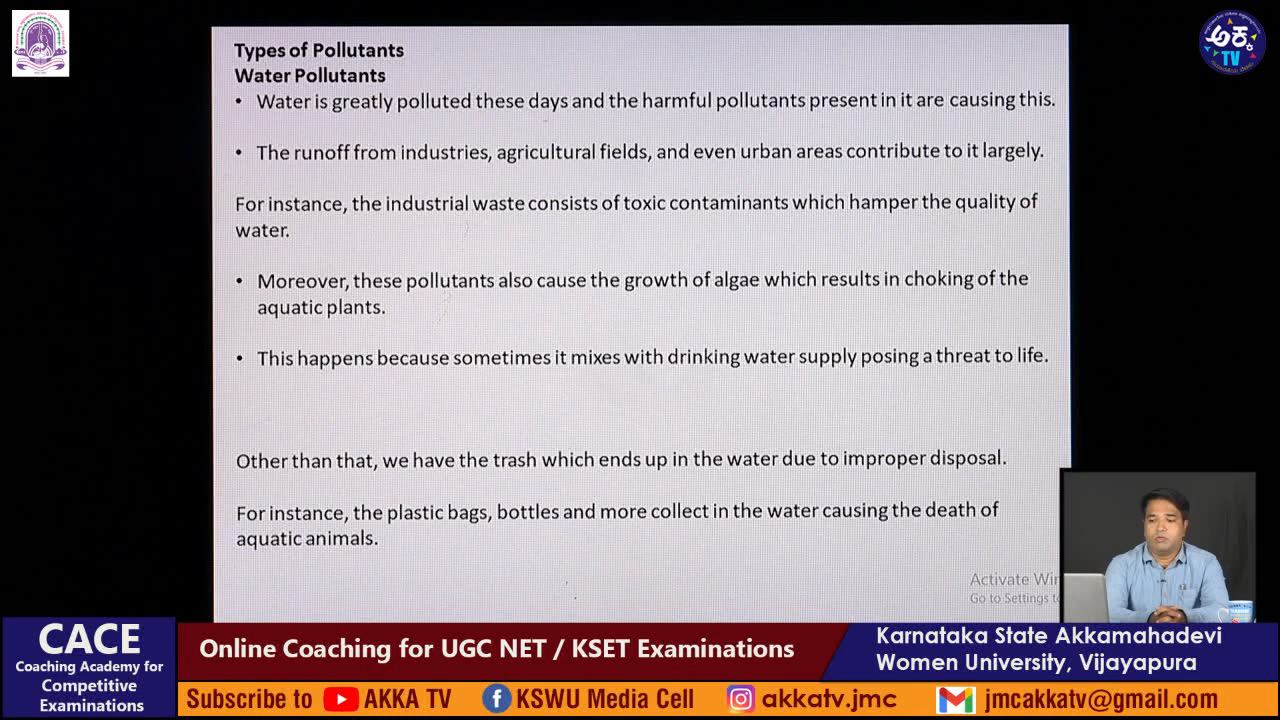 Types of Pollutants
Water Pollutants
• Water is greatly polluted these days and the harmful pollutants present in it are causing this.
• The runoff from industries, agricultural fields, and even urban areas contribute to it largely.
For instance, the industrial waste consists of toxic contaminants which hamper the quality of
water.
• Moreover, these pollutants also cause the growth of algae which results in choking of the
aquatic plants.
• This happens because sometimes it mixes with drinking water supply posing a threat to life.
Other than that, we have the trash which ends up in the water due to improper disposal.
For instance, the plastic bags, bottles and more collect in the water causing the death of
aquatic animals.
Activate Win
Go to Settings to
ಅಕ್ಕ
TV
CACE
Coaching Academy for
Competitive
Examinations
Online Coaching for UGC NET / KSET Examinations
Karnataka State Akkamahadevi
Women University, Vijayapura
Subscribe to AKKA TV KSWU Media Cell akkatv.jmc jmcakkatv@gmail.com